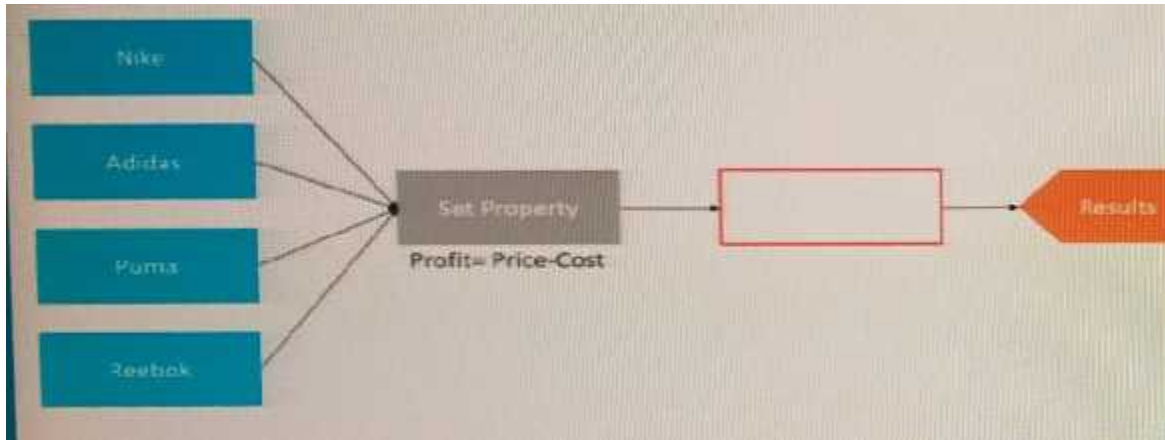 Nike
Adidas
Puma
Reebok
Set Property
Profit= Price-Cost
Results